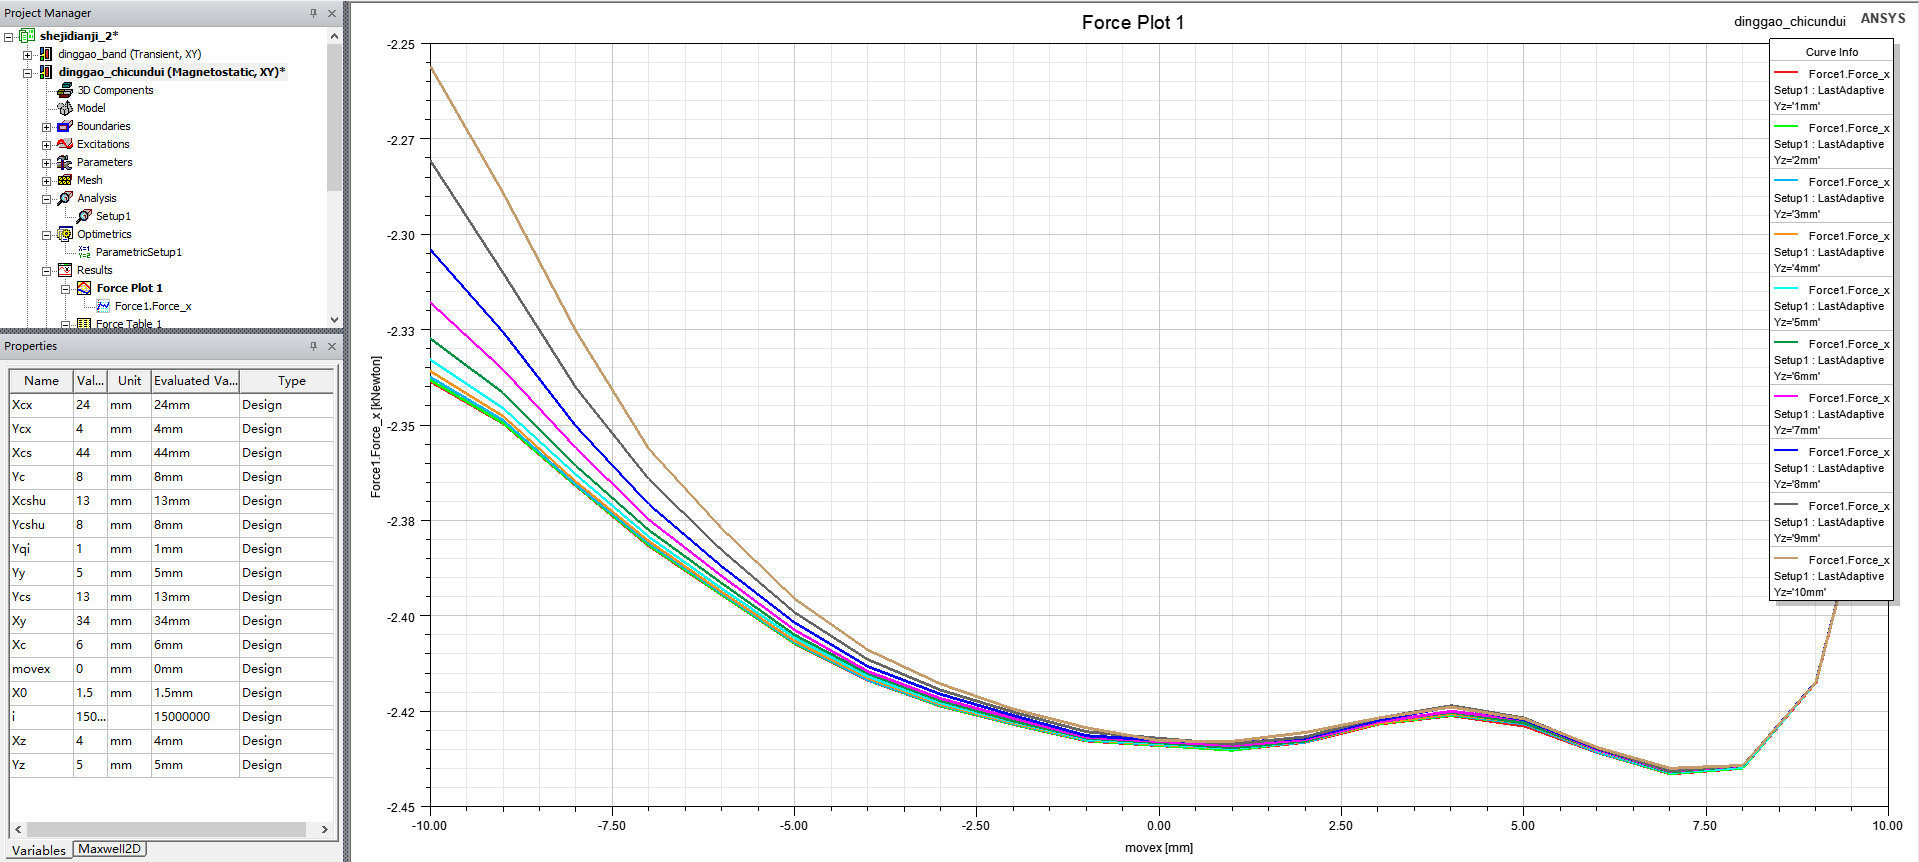 Project Manager
shejidianji_2*
dinggao_band (Transient, XY)
dinggao_chicundui (Magnetostatic, XY)*
3D Components
Model
Boundaries
Excitations
Parameters
Mesh
Analysis
Setup1
Optimetrics
ParametricSetup1
Results
Force Plot 1
Force1.Force_x
Force Table 1
Properties
Name Val... Unit Evaluated Va... Type
Xcx 24 mm 24mm Design
Ycx 4 mm 4mm Design
Xcs 44 mm 44mm Design
Yc 8 mm 8mm Design
Xcshu 13 mm 13mm Design
Ycshu 8 mm 8mm Design
Yqi 1 mm 1mm Design
Yy 5 mm 5mm Design
Ycs 13 mm 13mm Design
Xy 34 mm 34mm Design
Xc 6 mm 6mm Design
movex 0 mm 0mm Design
X0 1.5 mm 1.5mm Design
i 150... 15000000 Design
Xz 4 mm 4mm Design
Yz 5 mm 5mm Design
Variables Maxwell2D
Force Plot 1
dinggao_chicundui
ANSYS
Force1.Force_x [kNewton]
-2.25
-2.27
-2.30
-2.33
-2.35
-2.38
-2.40
-2.42
-2.45
-10.00 -7.50 -5.00 -2.50 0.00 2.50 5.00 7.50 10.00
movex [mm]
Curve Info
Force1.Force_x
Setup1 : LastAdaptive
Yz='1mm'
Force1.Force_x
Setup1 : LastAdaptive
Yz='2mm'
Force1.Force_x
Setup1 : LastAdaptive
Yz='3mm'
Force1.Force_x
Setup1 : LastAdaptive
Yz='4mm'
Force1.Force_x
Setup1 : LastAdaptive
Yz='5mm'
Force1.Force_x
Setup1 : LastAdaptive
Yz='6mm'
Force1.Force_x
Setup1 : LastAdaptive
Yz='7mm'
Force1.Force_x
Setup1 : LastAdaptive
Yz='8mm'
Force1.Force_x
Setup1 : LastAdaptive
Yz='9mm'
Force1.Force_x
Setup1 : LastAdaptive
Yz='10mm'